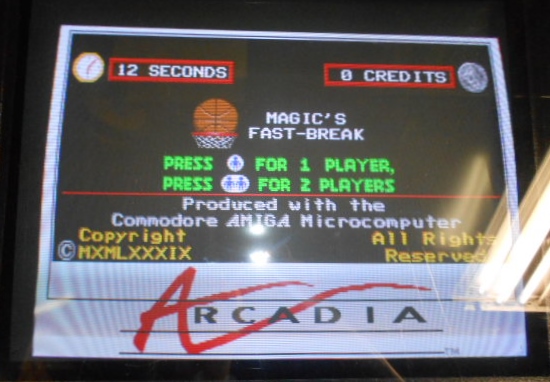 12 SECONDS
0 CREDITS
MAGIC'S
FAST-BREAK
PRESS FOR 1 PLAYER,
PRESS FOR 2 PLAYERS
Produced with the
Commodore AMIGA Microcomputer
Copyright All Rights
© MXMLXXXIX Reserved
ARCADIA TM